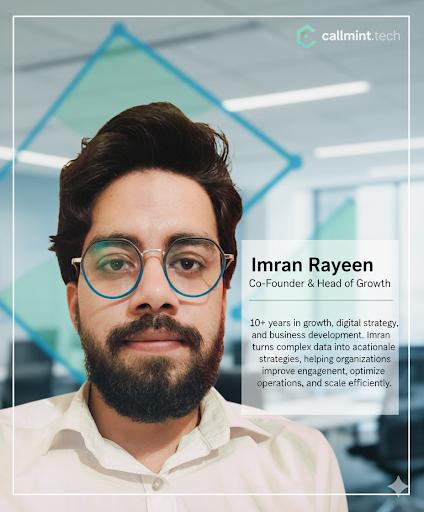 callmint.tech
Imran Rayeen
Co-Founder & Head of Growth
10+ years in growth, digital strategy,
and business development. Imran
turns complex data into acationale
strategies, helping organizations
improve engagenent, optimize
operations, and scale efficiently.